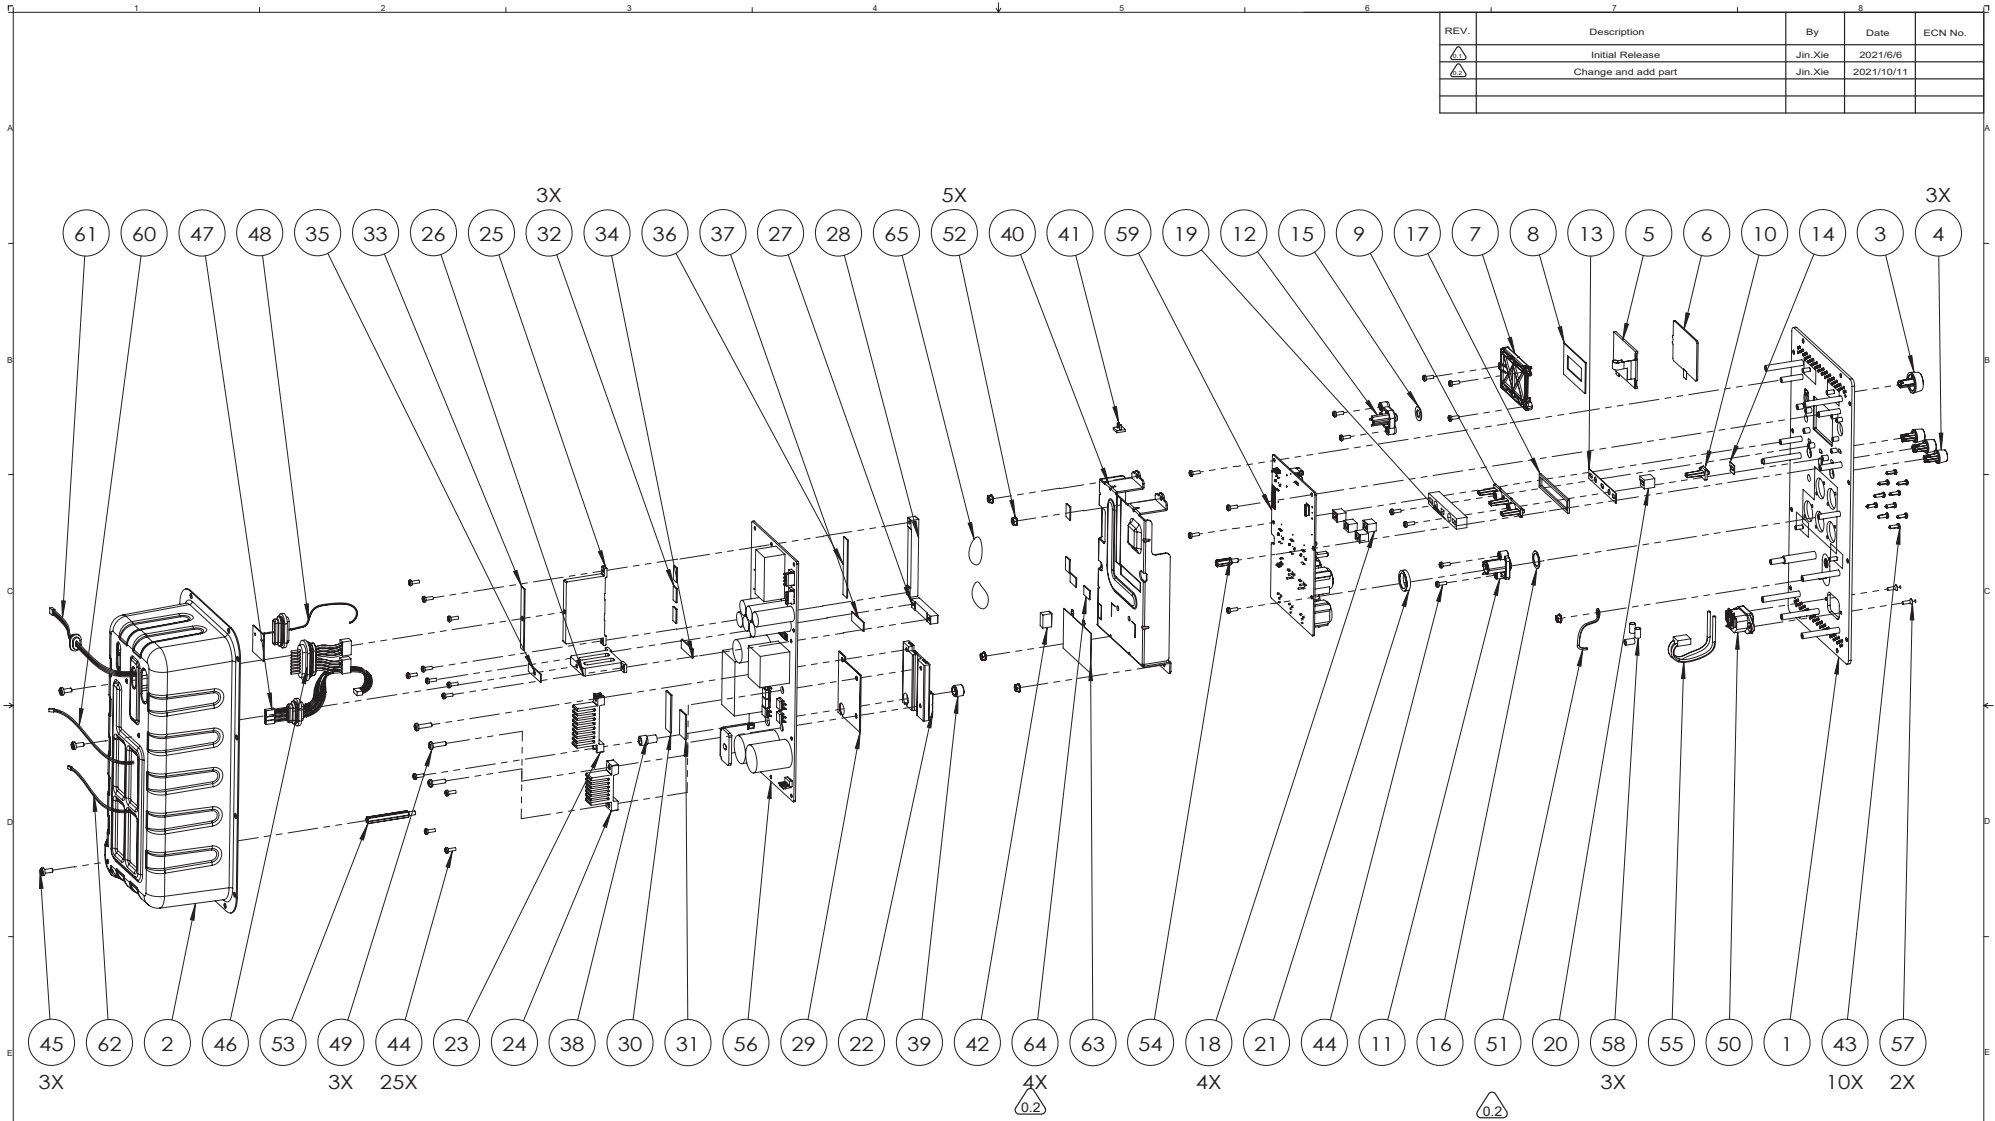 1 2 3 4 5 6 7 8
REV. Description By Date ECN No.
0.1 Initial Release Jin.Xie 2021/6/6
0.2 Change and add part Jin.Xie 2021/10/11
A A
3X 5X 3X
61 60 47 48 35 33 26 25 32 34 36 37 27 28 65 52 40 41 59 19 12 15 9 17 7 8 13 5 6 10 14 3 4
B B
C C
D D
45 62 2 46 53 49 44 23 24 38 30 31 56 29 22 39 42 64 63 54 18 21 44 11 16 51 20 58 55 50 1 43 57
E E
3X 3X 25X 4X 4X 3X 10X 2X
0.2 0.2